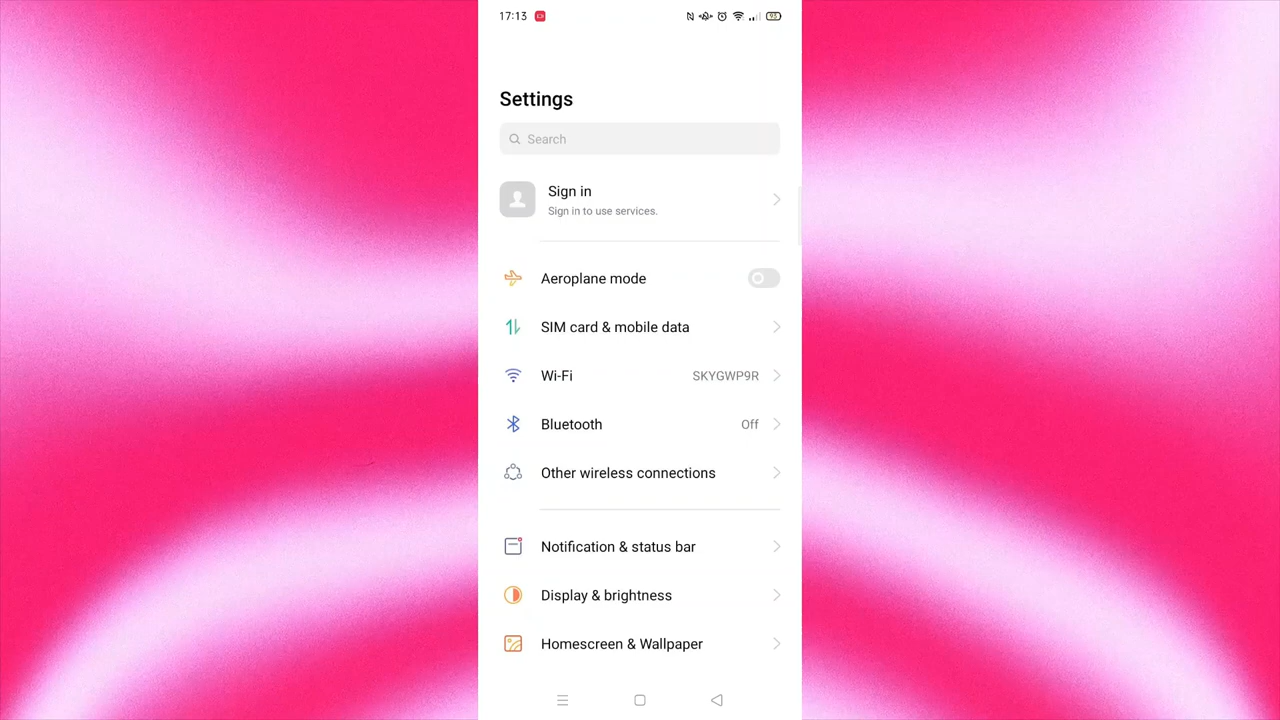 17:13
93
Settings
Search
Sign in
Sign in to use services.
Aeroplane mode
SIM card & mobile data
Wi-Fi SKYGWP9R
Bluetooth Off
Other wireless connections
Notification & status bar
Display & brightness
Homescreen & Wallpaper